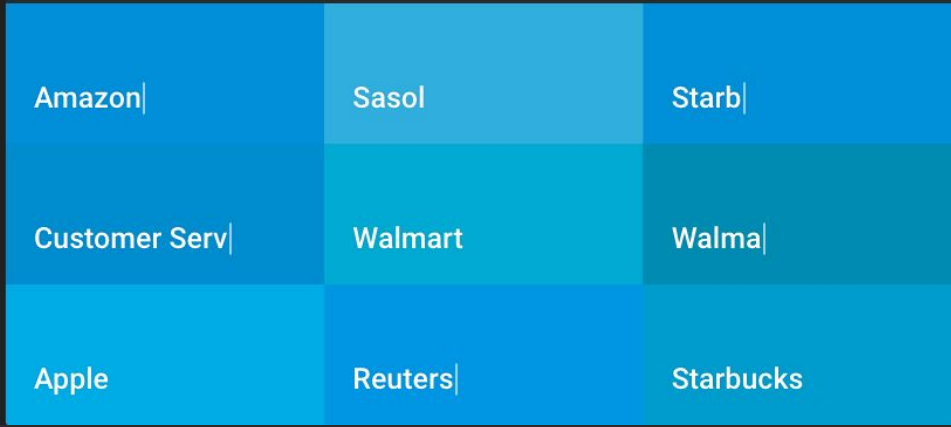 Amazon
Sasol
Starb
Customer Serv
Walmart
Walma
Apple
Reuters
Starbucks